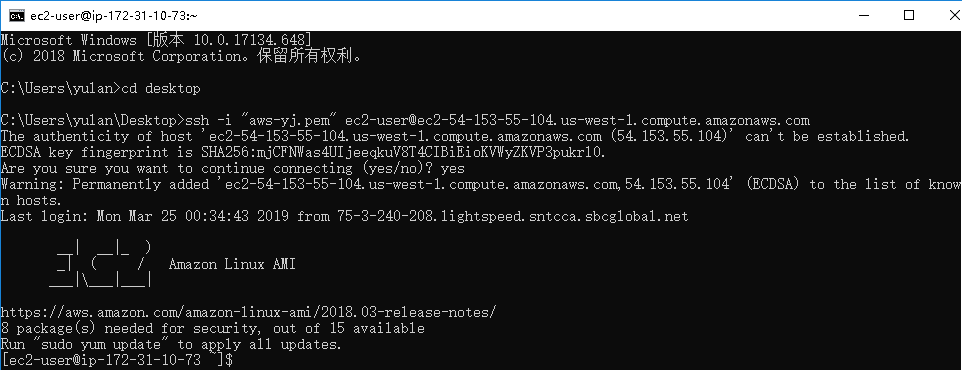 ec2-user@ip-172-31-10-73:~
Microsoft Windows [版本 10.0.17134.648]
(c) 2018 Microsoft Corporation。保留所有权利。
C:\Users\yulan>cd desktop
C:\Users\yulan\Desktop>ssh -i "aws-yj.pem" ec2-user@ec2-54-153-55-104.us-west-1.compute.amazonaws.com
The authenticity of host 'ec2-54-153-55-104.us-west-1.compute.amazonaws.com (54.153.55.104)' can't be established.
ECDSA key fingerprint is SHA256:mjCFNWas4UIjeeqkuV8T4CIBiEioKVWyZKVP3pukrl0.
Are you sure you want to continue connecting (yes/no)? yes
Warning: Permanently added 'ec2-54-153-55-104.us-west-1.compute.amazonaws.com,54.153.55.104' (ECDSA) to the list of know
n hosts.
Last login: Mon Mar 25 00:34:43 2019 from 75-3-240-208.lightspeed.sntcca.sbcglobal.net
       __|  __|_  )
       _|  (     /   Amazon Linux AMI
      ___|\___|___|
https://aws.amazon.com/amazon-linux-ami/2018.03-release-notes/
8 package(s) needed for security, out of 15 available
Run "sudo yum update" to apply all updates.
[ec2-user@ip-172-31-10-73 ~]$